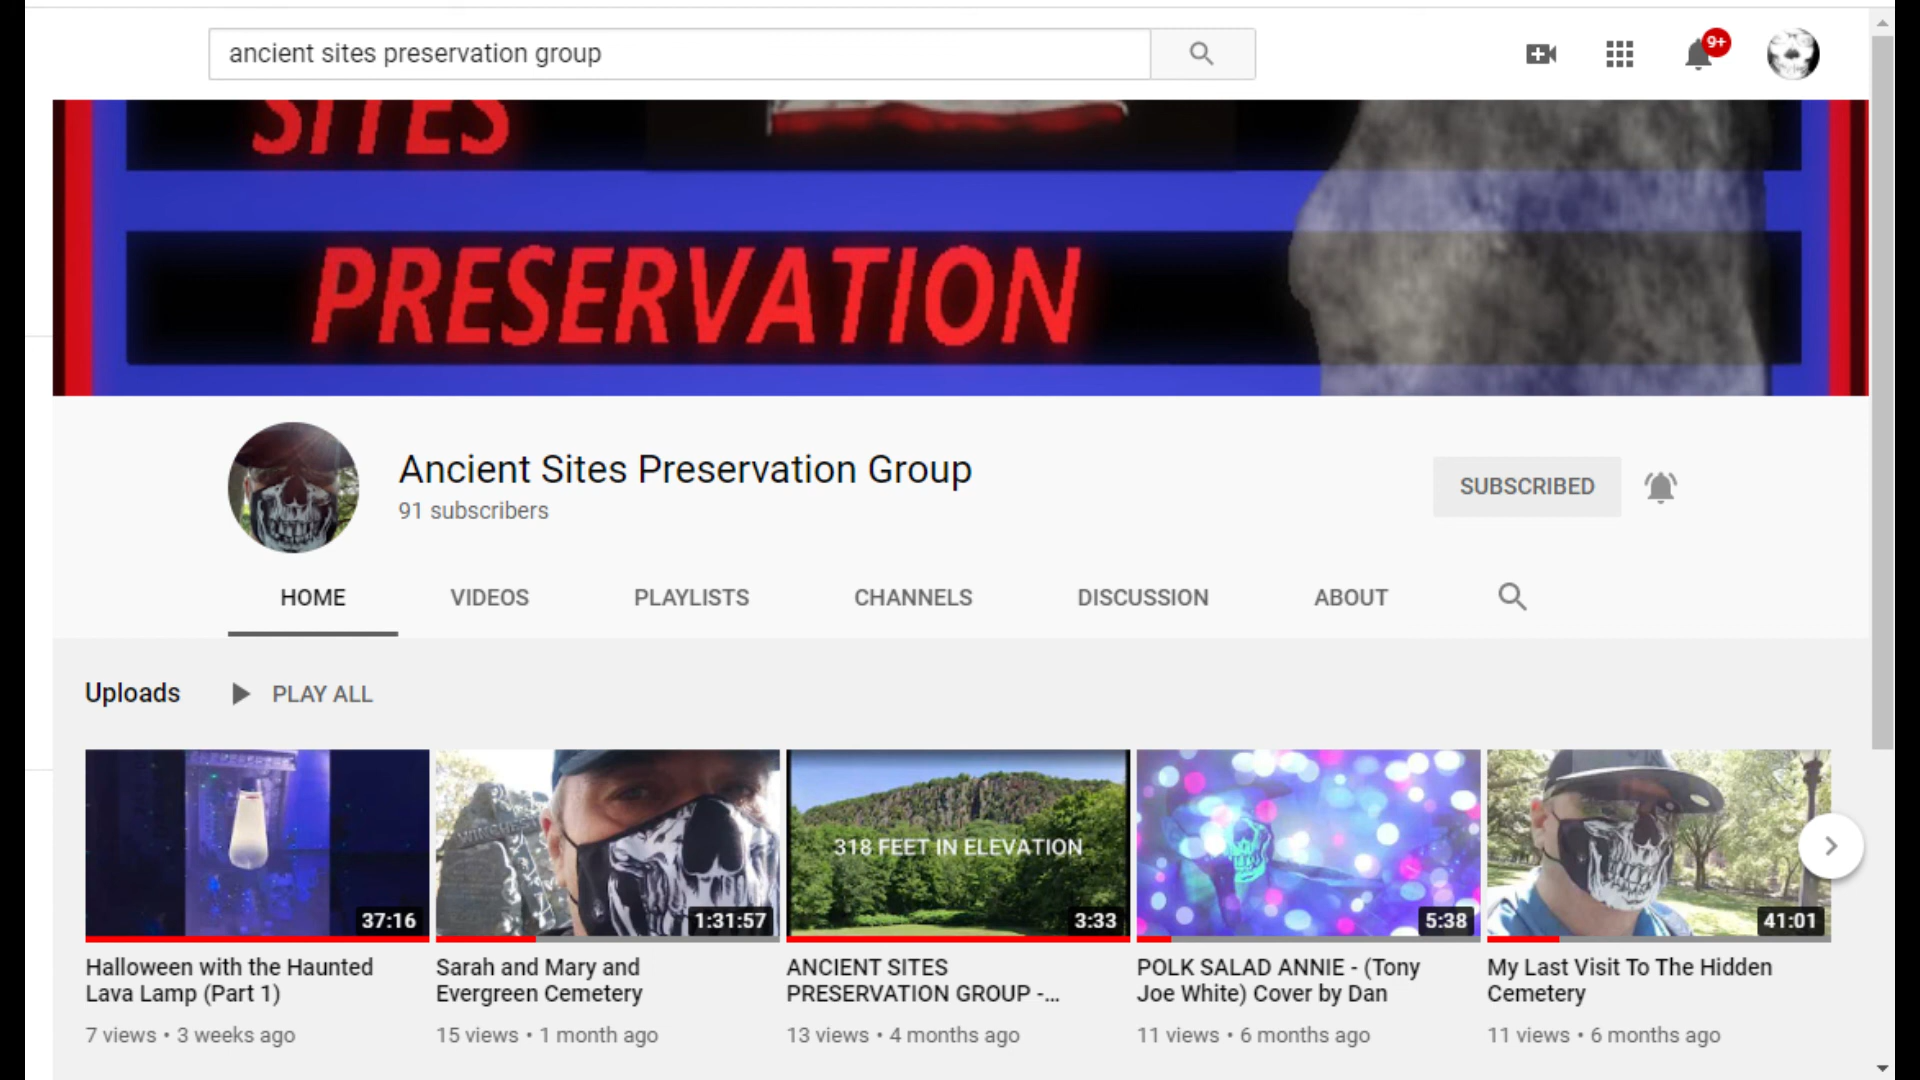 ancient sites preservation group
9+
SITES
PRESERVATION
Ancient Sites Preservation Group
91 subscribers
SUBSCRIBED
HOME VIDEOS PLAYLISTS CHANNELS DISCUSSION ABOUT
Uploads PLAY ALL
318 FEET IN ELEVATION
37:16 1:31:57 3:33 5:38 41:01
Halloween with the Haunted
Lava Lamp (Part 1)
7 views • 3 weeks ago
Sarah and Mary and
Evergreen Cemetery
15 views • 1 month ago
ANCIENT SITES
PRESERVATION GROUP -...
13 views • 4 months ago
POLK SALAD ANNIE - (Tony
Joe White) Cover by Dan
11 views • 6 months ago
My Last Visit To The Hidden
Cemetery
11 views • 6 months ago